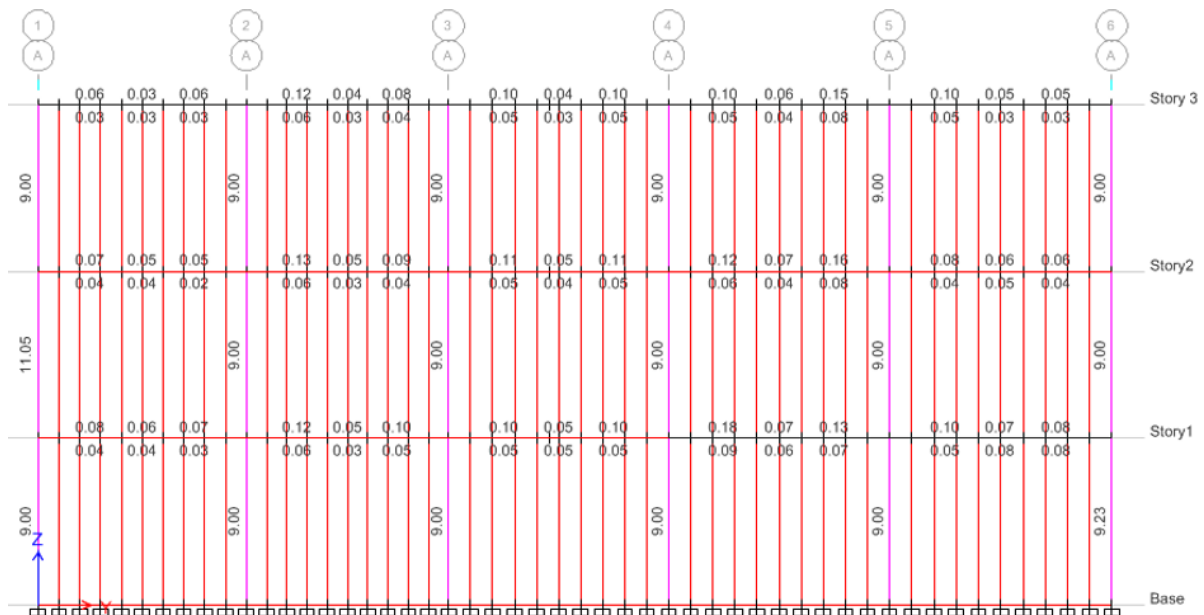 1 2 3 4 5 6
A A A A A A
0.06 0.03 0.06 0.12 0.04 0.08 0.10 0.04 0.10 0.10 0.06 0.15 0.10 0.05 0.05
Story 3
0.03 0.03 0.03 0.06 0.03 0.04 0.05 0.03 0.05 0.05 0.04 0.08 0.05 0.03 0.03
9.00 9.00 9.00 9.00 9.00 9.00
0.07 0.05 0.05 0.13 0.05 0.09 0.11 0.05 0.11 0.12 0.07 0.16 0.08 0.06 0.06
Story2
0.04 0.04 0.02 0.06 0.03 0.04 0.05 0.04 0.05 0.06 0.04 0.08 0.04 0.05 0.04
11.05 9.00 9.00 9.00 9.00 9.00
0.08 0.06 0.07 0.12 0.05 0.10 0.10 0.05 0.10 0.18 0.07 0.13 0.10 0.07 0.08
Story1
0.04 0.04 0.03 0.06 0.03 0.05 0.05 0.05 0.05 0.09 0.06 0.07 0.05 0.08 0.08
9.00 9.00 9.00 9.00 9.00 9.23
Z
Y
Base